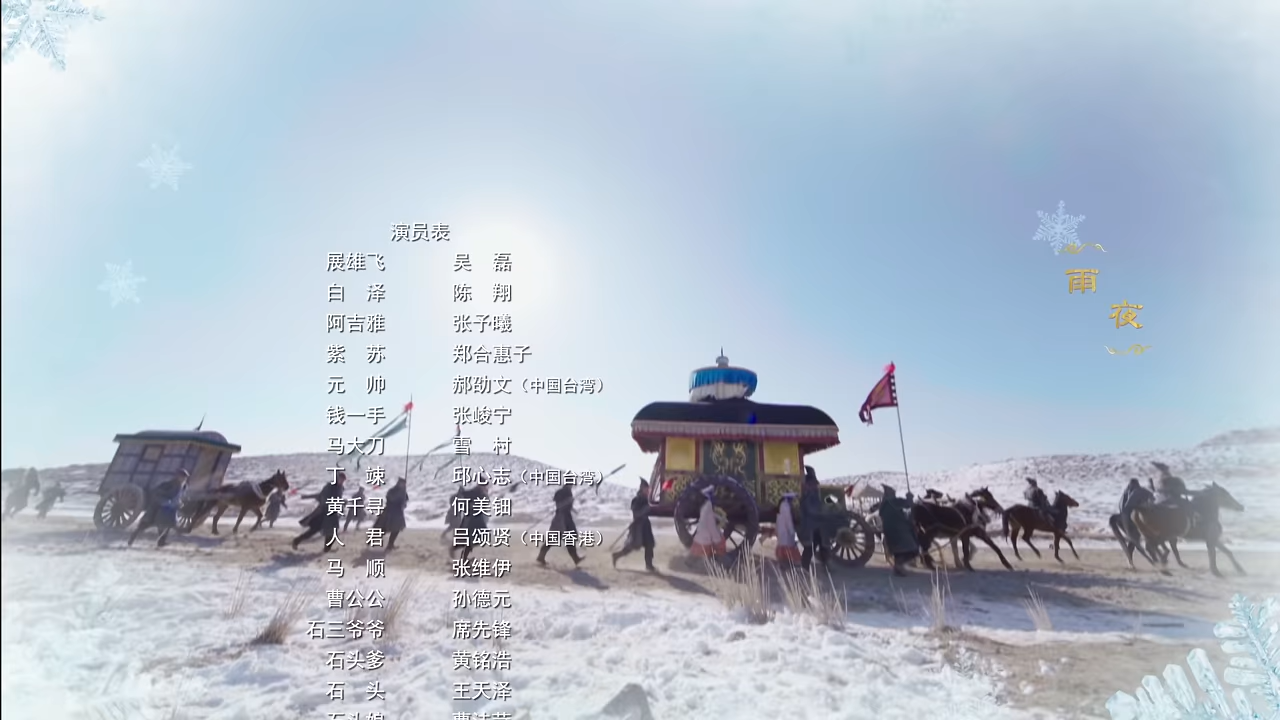 演员表
展雄飞 吴 磊
白 泽 陈 翔
阿吉雅 张予曦
紫 苏 郑合惠子
元 帅 郝劭文（中国台湾）
钱一手 张峻宁
马大刀 雪 村
丁 竦 邱心志（中国台湾）
黄千寻 何美钿
人 君 吕颂贤（中国香港）
马 顺 张维伊
曹公公 孙德元
石三爷爷 席先锋
石头爹 黄铭浩
石 头 王天泽
石头娘
雨
夜